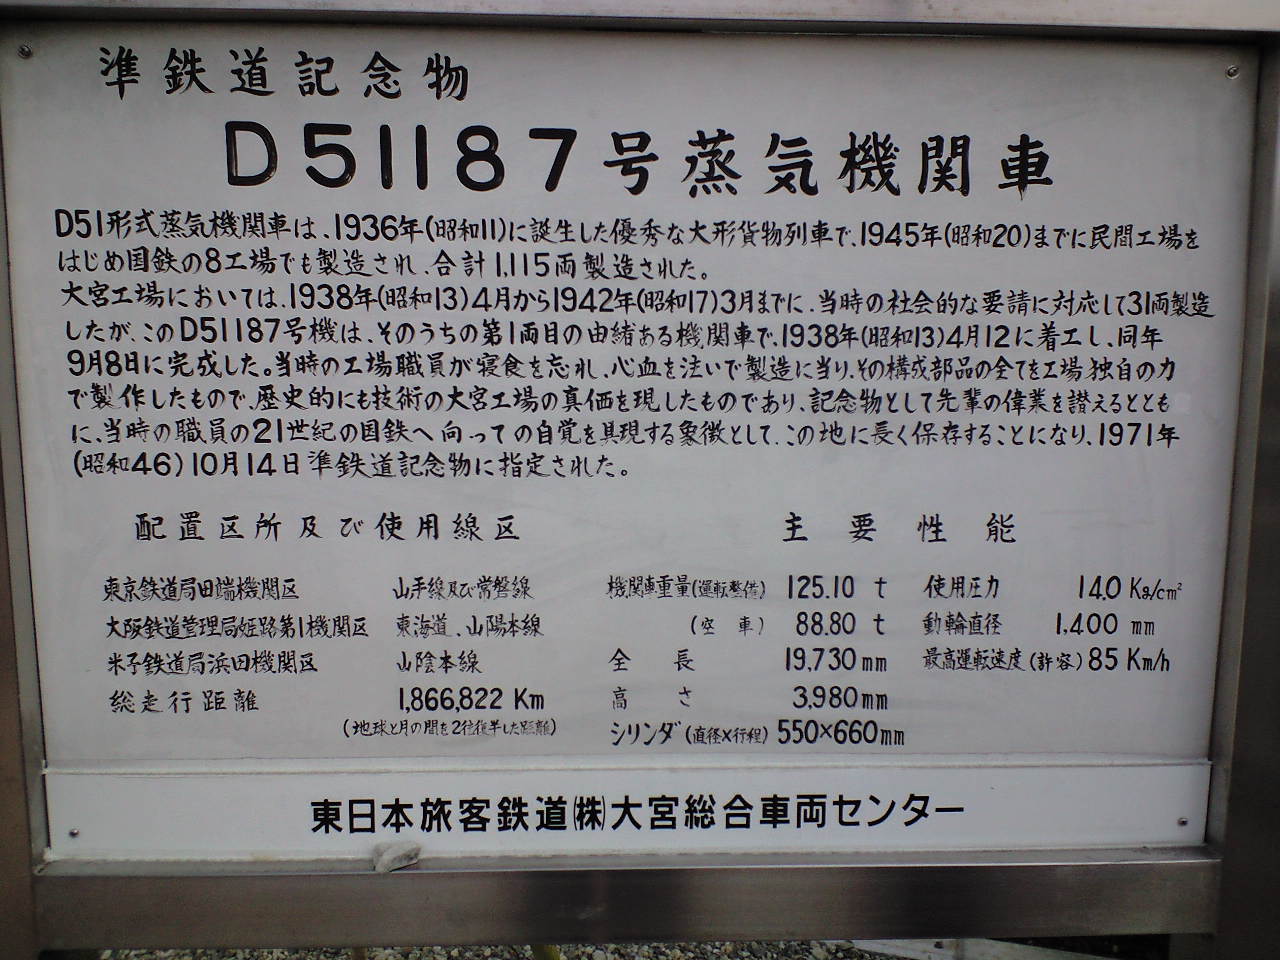 準鉄道記念物
D51187号蒸気機関車
D51形式蒸気機関車は、1936年(昭和11)に誕生した優秀な大形貨物列車で、1945年(昭和20)までに民間工場を
はじめ国鉄の8工場でも製造され、合計1,115両製造された。
大宮工場においては、1938年(昭和13)4月から1942年(昭和17)3月までに、当時の社会的な要請に対応して31両製造
したが、このD51187号機は、そのうちの第1両目の由緒ある機関車で、1938年(昭和13)4月12に着工し、同年
9月8日に完成した。当時の工場職員が寝食を忘れ、心血を注いで製造に当り、その構成部品の全てを工場独自の力
で製作したもので、歴史的にも技術の大宮工場の真価を現したものであり、記念物として先輩の偉業を讃えるととも
に、当時の職員の21世紀の国鉄へ向っての自覚を具現する象徴として、この地に長く保存することになり、1971年
(昭和46)10月14日準鉄道記念物に指定された。
配置区所及び使用線区
東京鉄道局田端機関区 山手線及び常磐線
大阪鉄道管理局姫路第1機関区 東海道、山陽本線
米子鉄道局浜田機関区 山陰本線
総走行距離 1,866,822 Km
(地球と月の間を2往復半した距離)
主要性能
機関車重量(運転整備) 125.10 t 使用圧力 14.0 Kg/cm²
(空車) 88.80 t 動輪直径 1,400 mm
全長 19,730mm 最高運転速度(許容)85 Km/h
高さ 3,980mm
シリンダ(直径×行程) 550×660mm
東日本旅客鉄道㈱大宮総合車両センター